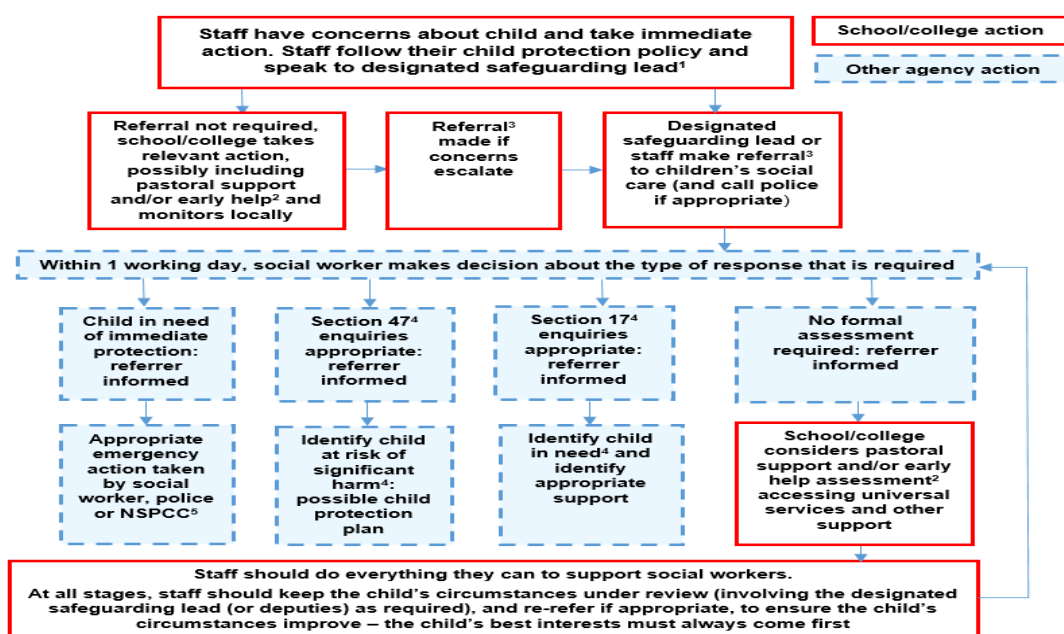 Staff have concerns about child and take immediate
action. Staff follow their child protection policy and
speak to designated safeguarding lead¹
School/college action
Other agency action
Referral not required,
school/college takes
relevant action,
possibly including
pastoral support
and/or early help² and
monitors locally
Referral³
made if
concerns
escalate
Designated
safeguarding lead or
staff make referral³
to children's social
care (and call police
if appropriate)
Within 1 working day, social worker makes decision about the type of response that is required
Child in need
of immediate
protection:
referrer
informed
Section 47⁴
enquiries
appropriate:
referrer
informed
Section 17⁴
enquiries
appropriate:
referrer
informed
No formal
assessment
required: referrer
informed
Appropriate
emergency
action taken
by social
worker, police
or NSPCC⁵
Identify child
at risk of
significant
harm⁴:
possible child
protection
plan
Identify child
in need⁴ and
identify
appropriate
support
School/college
considers pastoral
support and/or early
help assessment²
accessing universal
services and other
support
Staff should do everything they can to support social workers.
At all stages, staff should keep the child's circumstances under review (involving the designated
safeguarding lead (or deputies) as required), and re-refer if appropriate, to ensure the child's
circumstances improve – the child's best interests must always come first